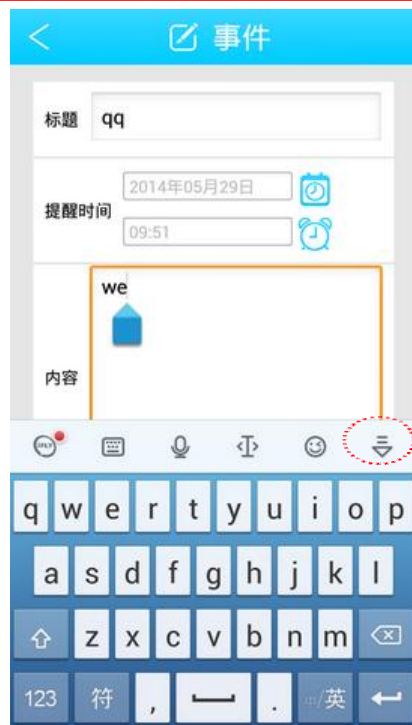 事件
标题 qq
2014年05月29日
提醒时间
09:51
we
内容
q w e r t y u i o p
a s d f g h j k l
z x c v b n m
123 符 , . /英